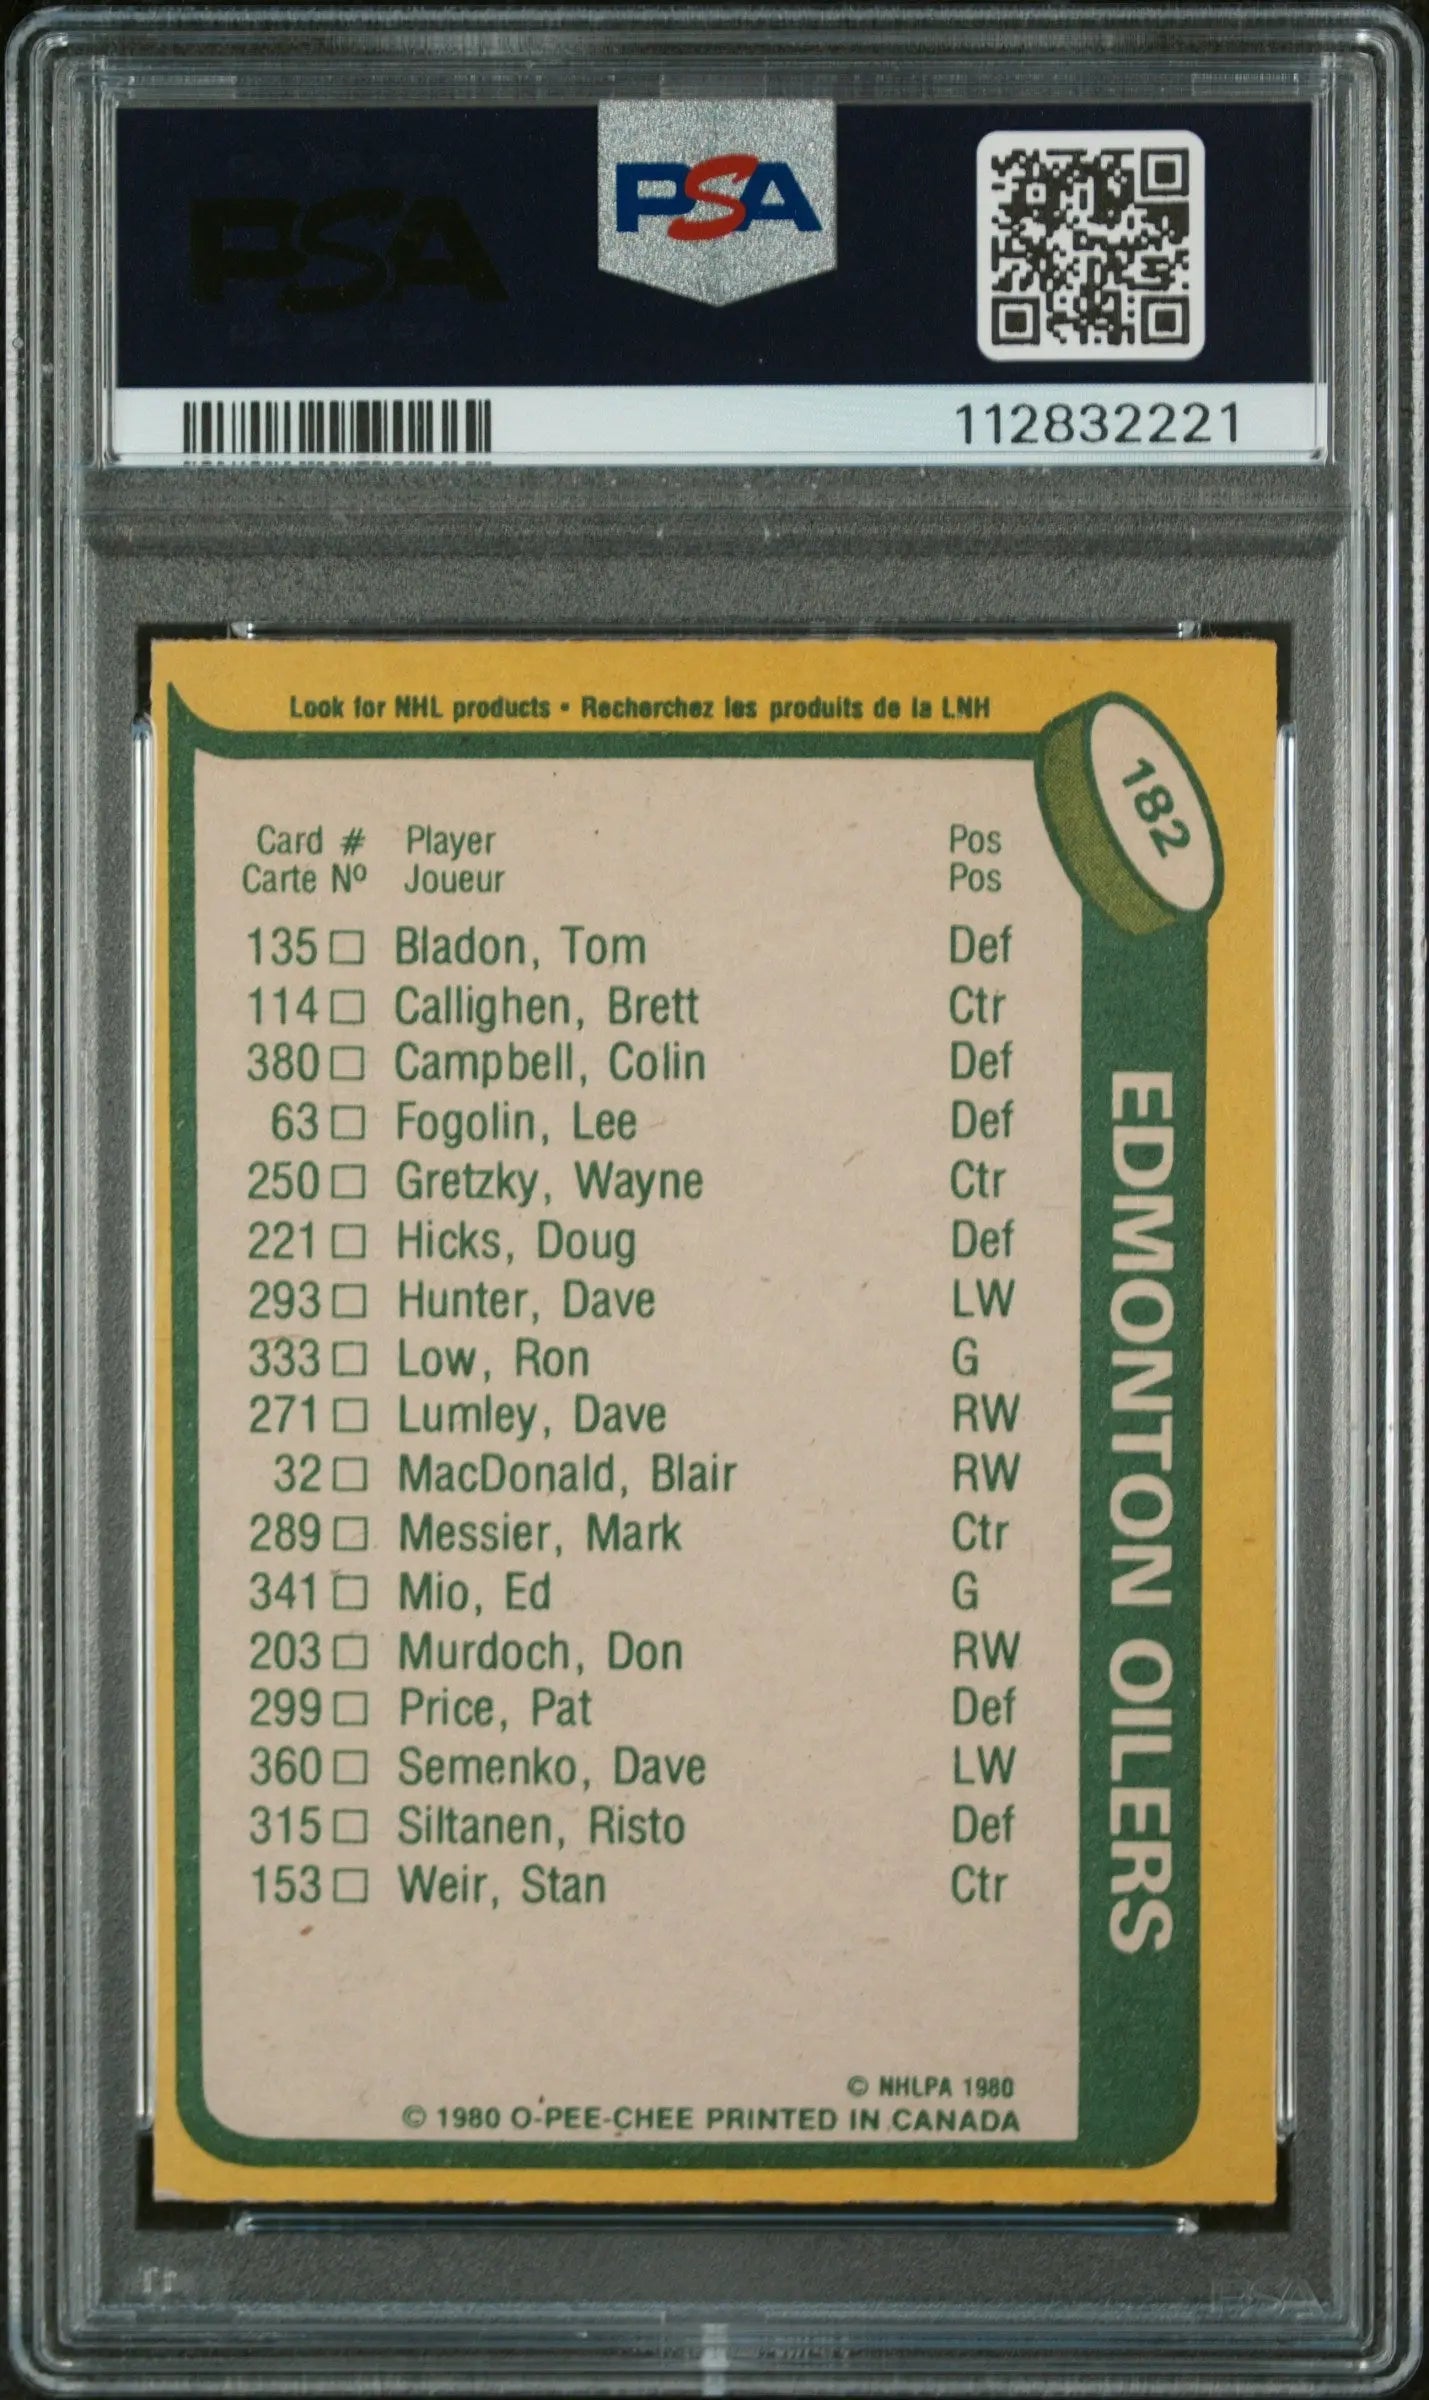 PSA
PSA
112832221
Look for NHL products • Recherchez les produits de la LNH
182
Card # Player Pos
Carte Nº Joueur Pos
135 □ Bladon, Tom Def
114 □ Callighen, Brett Ctr
380 □ Campbell, Colin Def
63 □ Fogolin, Lee Def
250 □ Gretzky, Wayne Ctr
221 □ Hicks, Doug Def
293 □ Hunter, Dave LW
333 □ Low, Ron G
271 □ Lumley, Dave RW
32 □ MacDonald, Blair RW
289 □ Messier, Mark Ctr
341 □ Mio, Ed G
203 □ Murdoch, Don RW
299 □ Price, Pat Def
360 □ Semenko, Dave LW
315 □ Siltanen, Risto Def
153 □ Weir, Stan Ctr
EDMONTON OILERS
© NHLPA 1980
© 1980 O-PEE-CHEE PRINTED IN CANADA
PSA